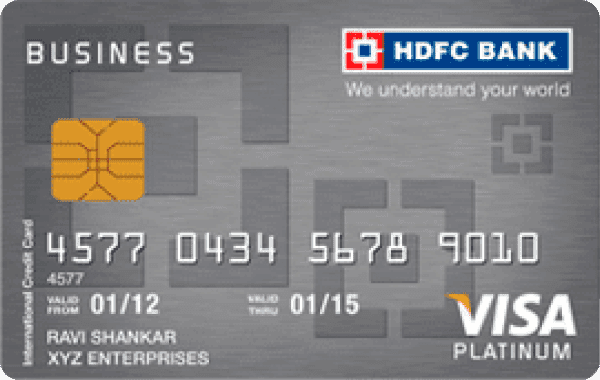 BUSINESS
HDFC BANK
We understand your world
International Credit Card
4577 0434 5678 9010
4577
VALID FROM 01/12 VALID THRU 01/15
RAVI SHANKAR
XYZ ENTERPRISES
VISA
PLATINUM